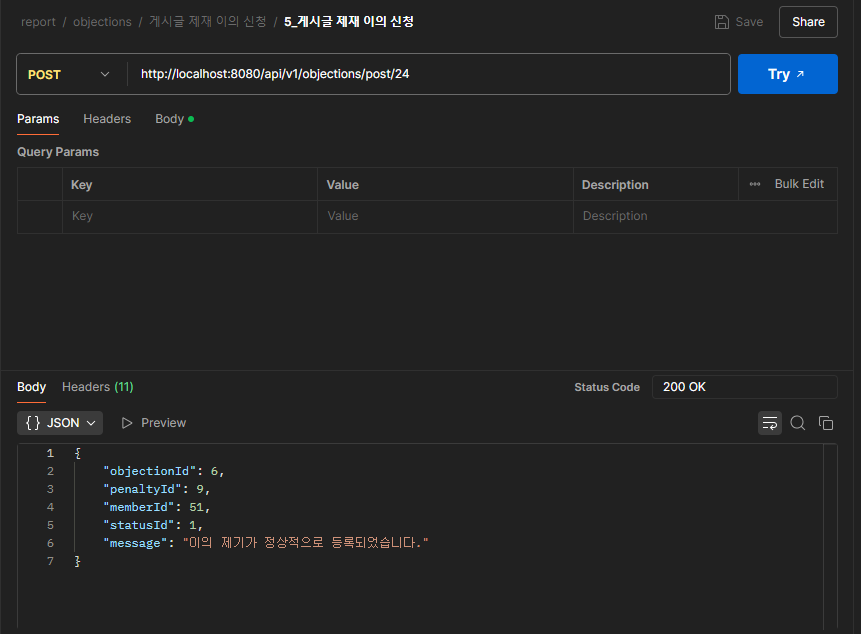 report / objections / 게시글 제재 이의 신청 / 5_게시글 제재 이의 신청 Save Share
POST http://localhost:8080/api/v1/objections/post/24 Try ↗
Params Headers Body
Query Params
Key Value Description Bulk Edit
Key Value Description
Body Headers (11) Status Code 200 OK
{} JSON Preview
1 {
2 "objectionId": 6,
3 "penaltyId": 9,
4 "memberId": 51,
5 "statusId": 1,
6 "message": "이의 제기가 정상적으로 등록되었습니다."
7 }